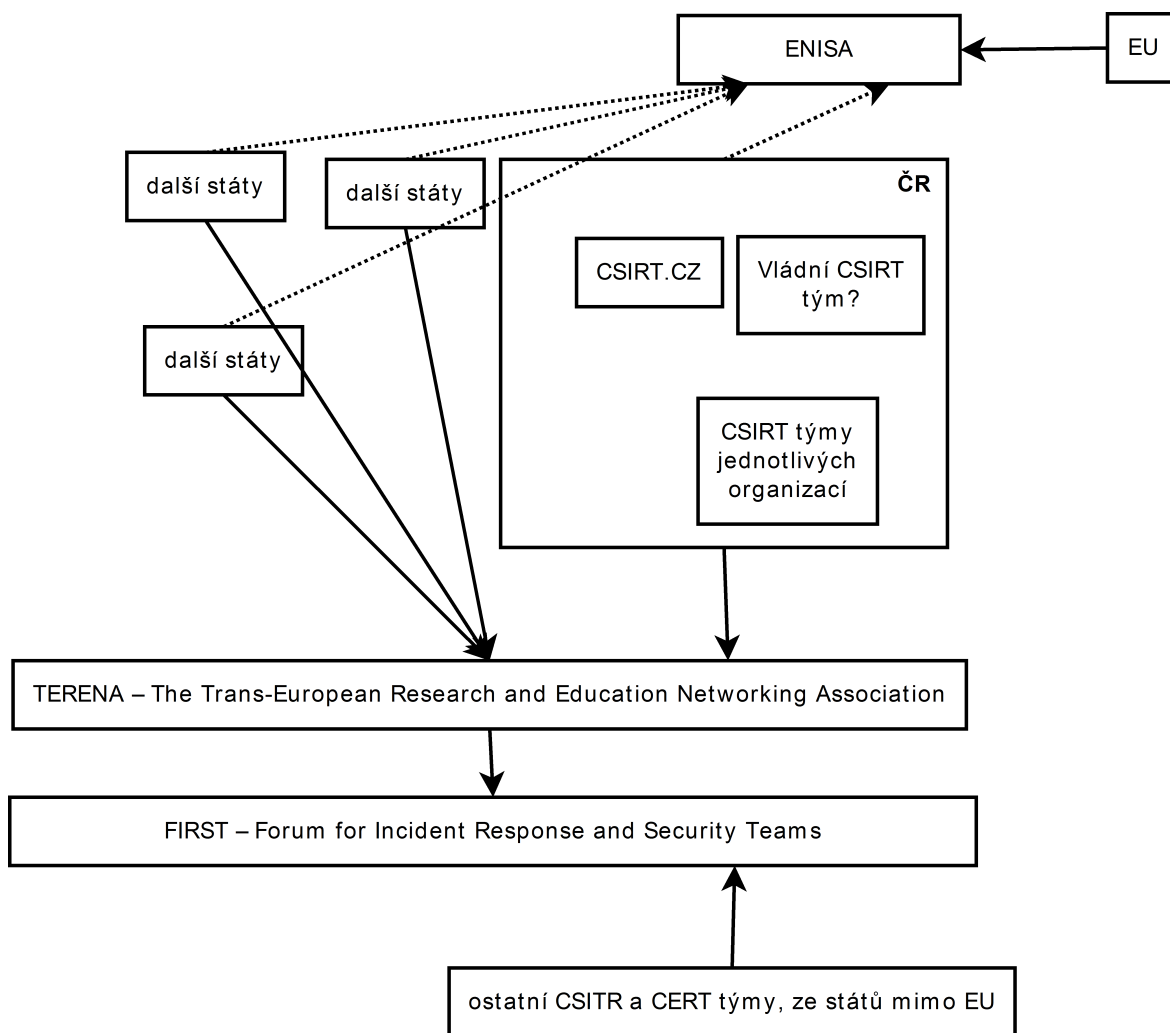 ENISA
EU
další státy
další státy
ČR
CSIRT.CZ
Vládní CSIRT
tým?
další státy
CSIRT týmy
jednotlivých
organizací
TERENA – The Trans-European Research and Education Networking Association
FIRST – Forum for Incident Response and Security Teams
ostatní CSITR a CERT týmy, ze států mimo EU